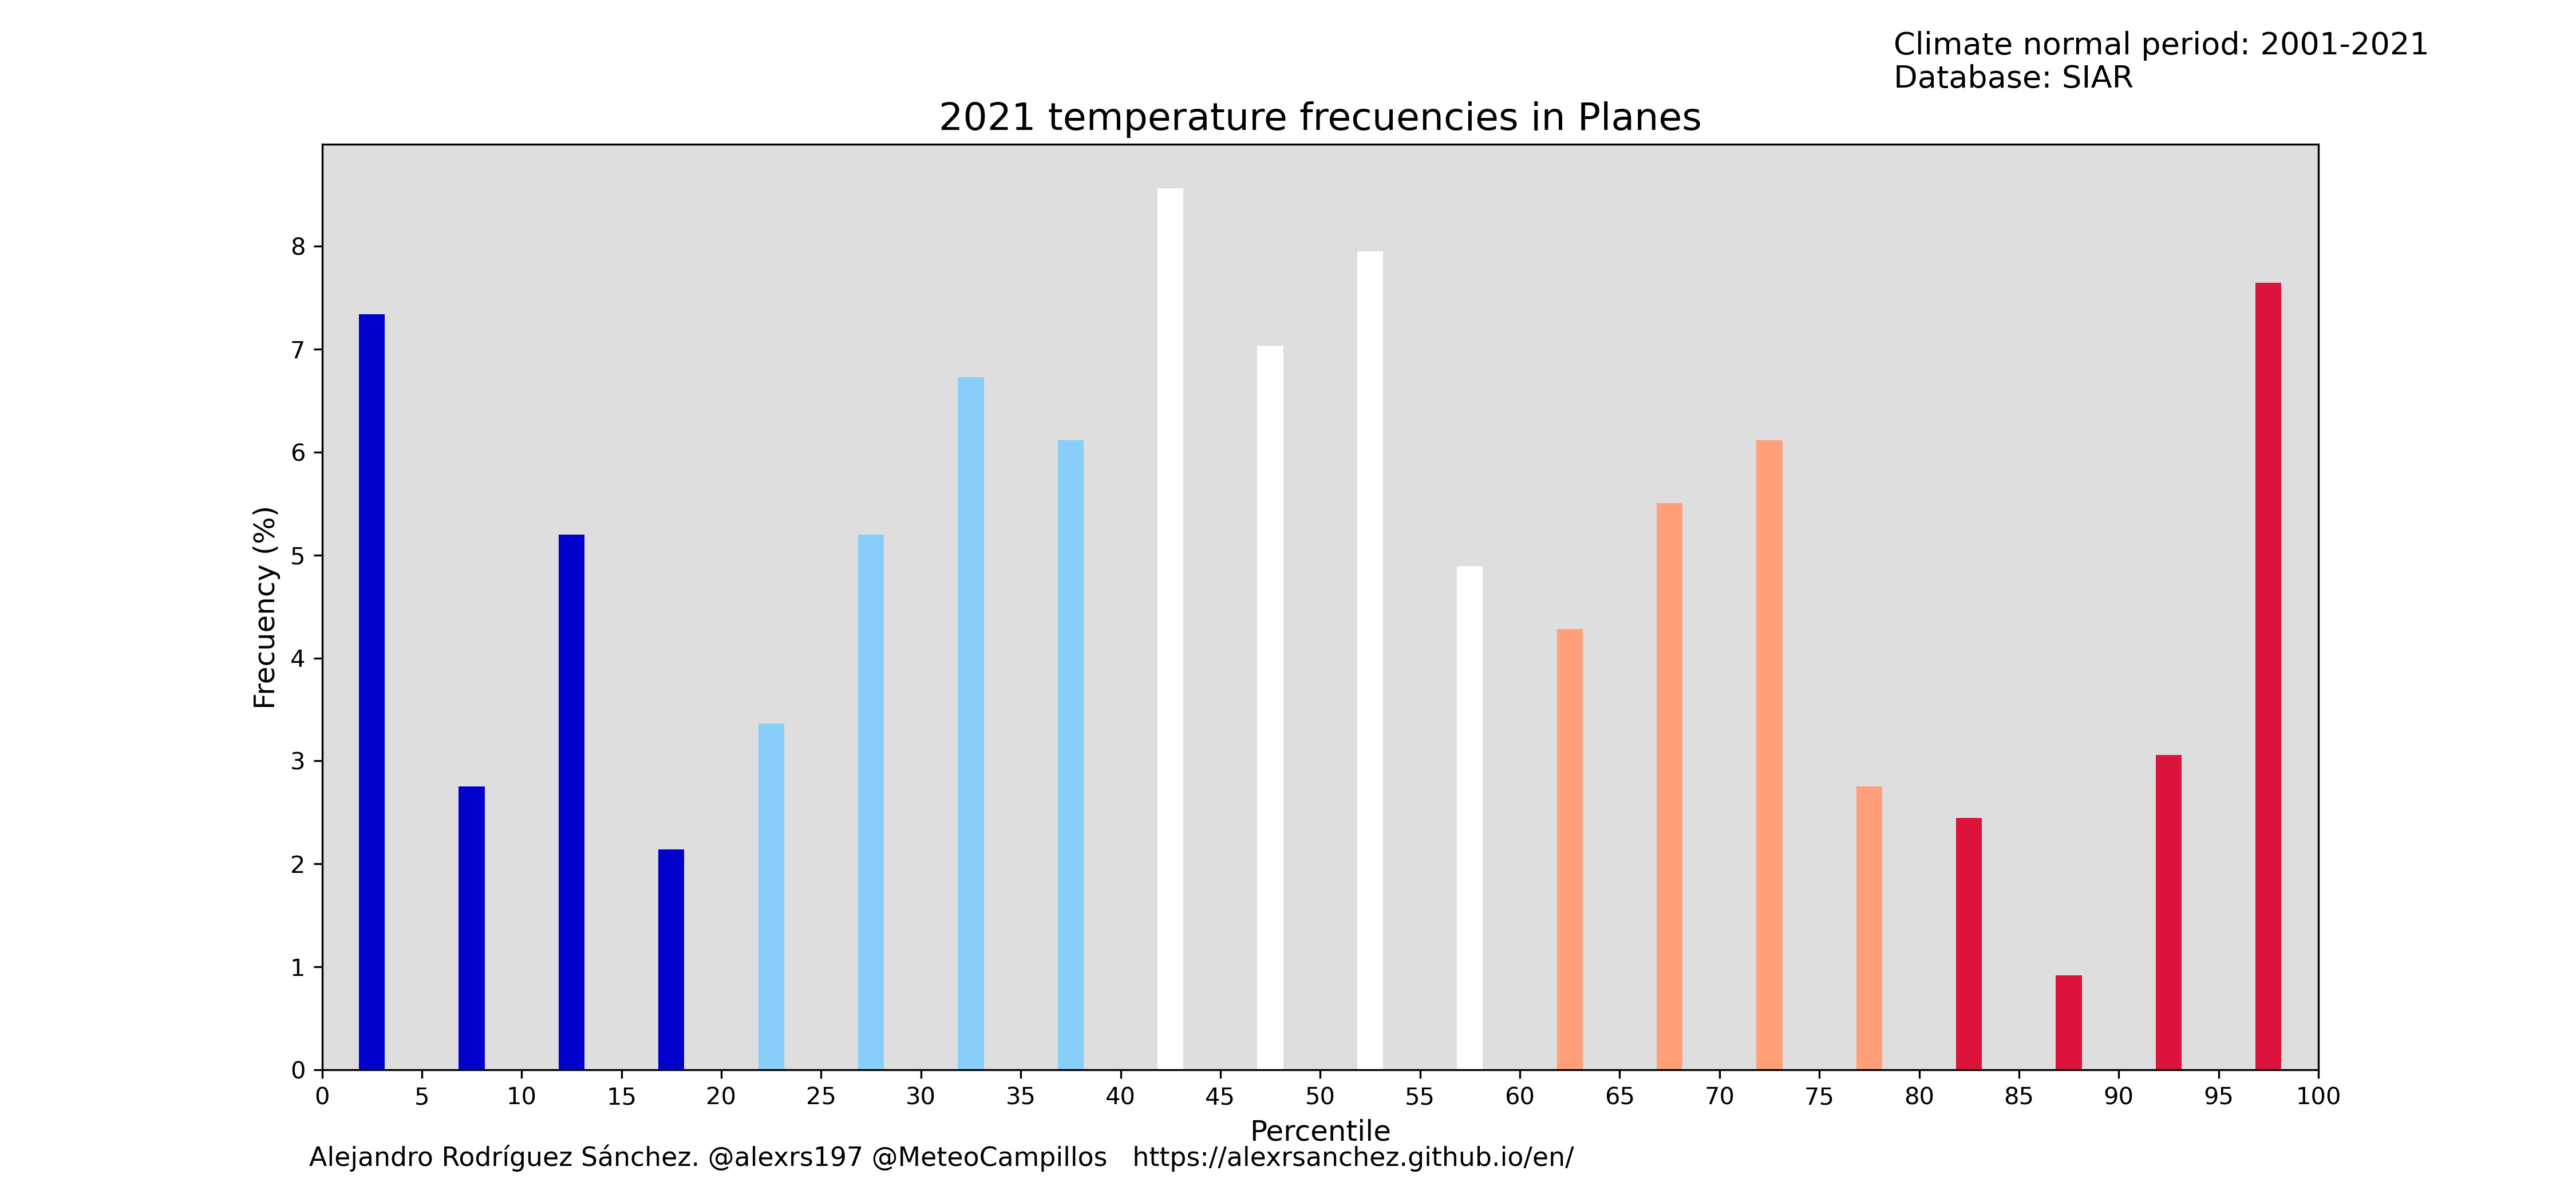 Climate normal period: 2001-2021
Database: SIAR
2021 temperature frecuencies in Planes
Frecuency (%)
8
7
6
5
4
3
2
1
0
0 5 10 15 20 25 30 35 40 45 50 55 60 65 70 75 80 85 90 95 100
Percentile
Alejandro Rodríguez Sánchez. @alexrs197 @MeteoCampillos https://alexrsanchez.github.io/en/